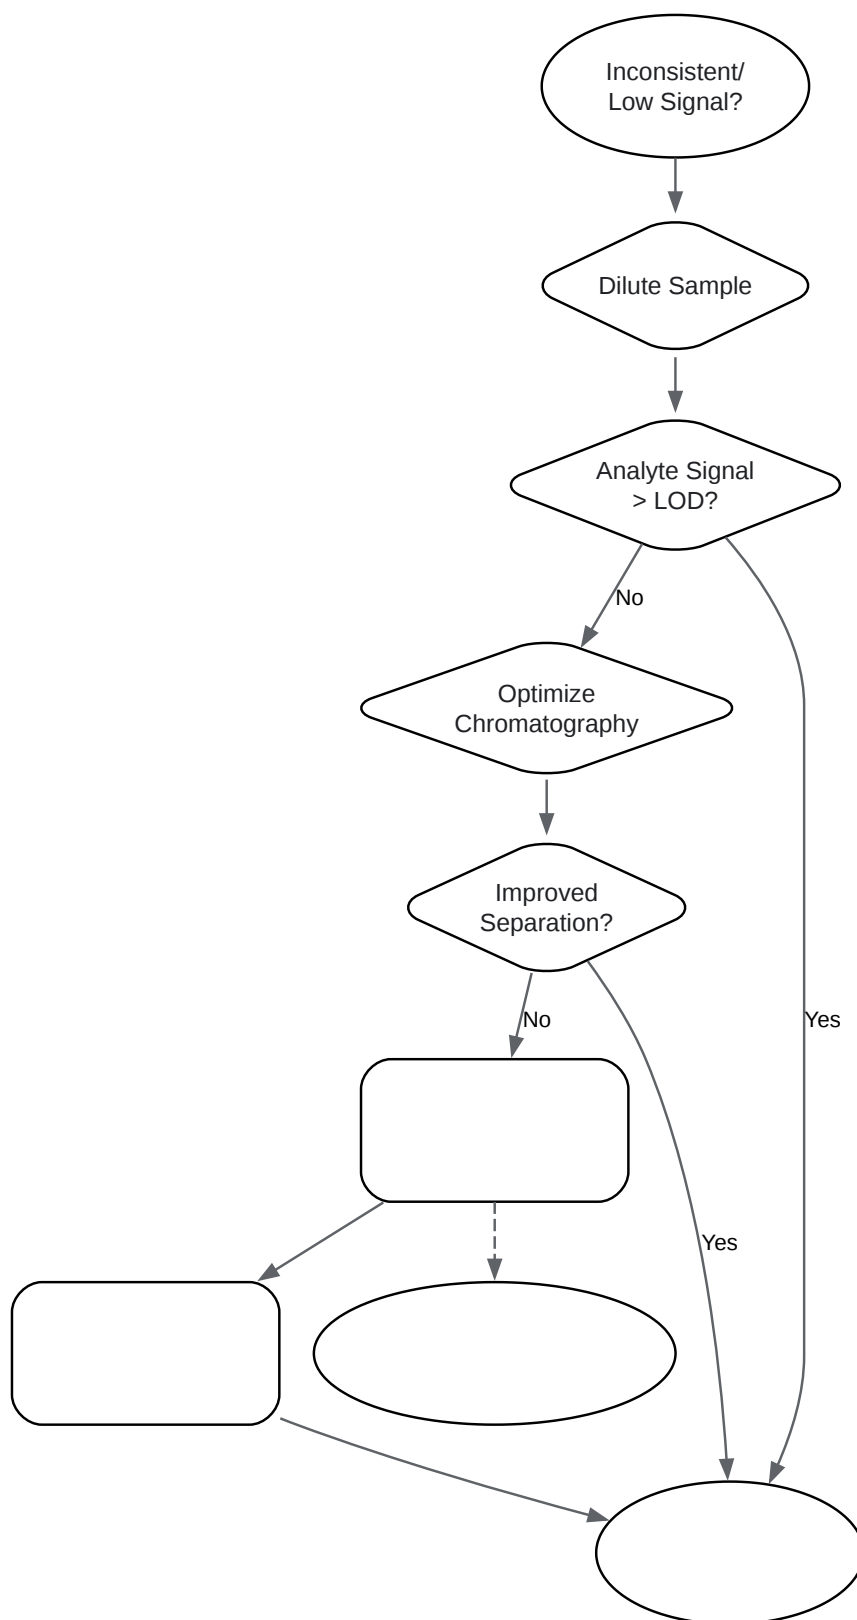 Inconsistent/
Low Signal?
Dilute Sample
Analyte Signal
> LOD?
No
Optimize
Chromatography
Improved
Separation?
No
Yes
Yes